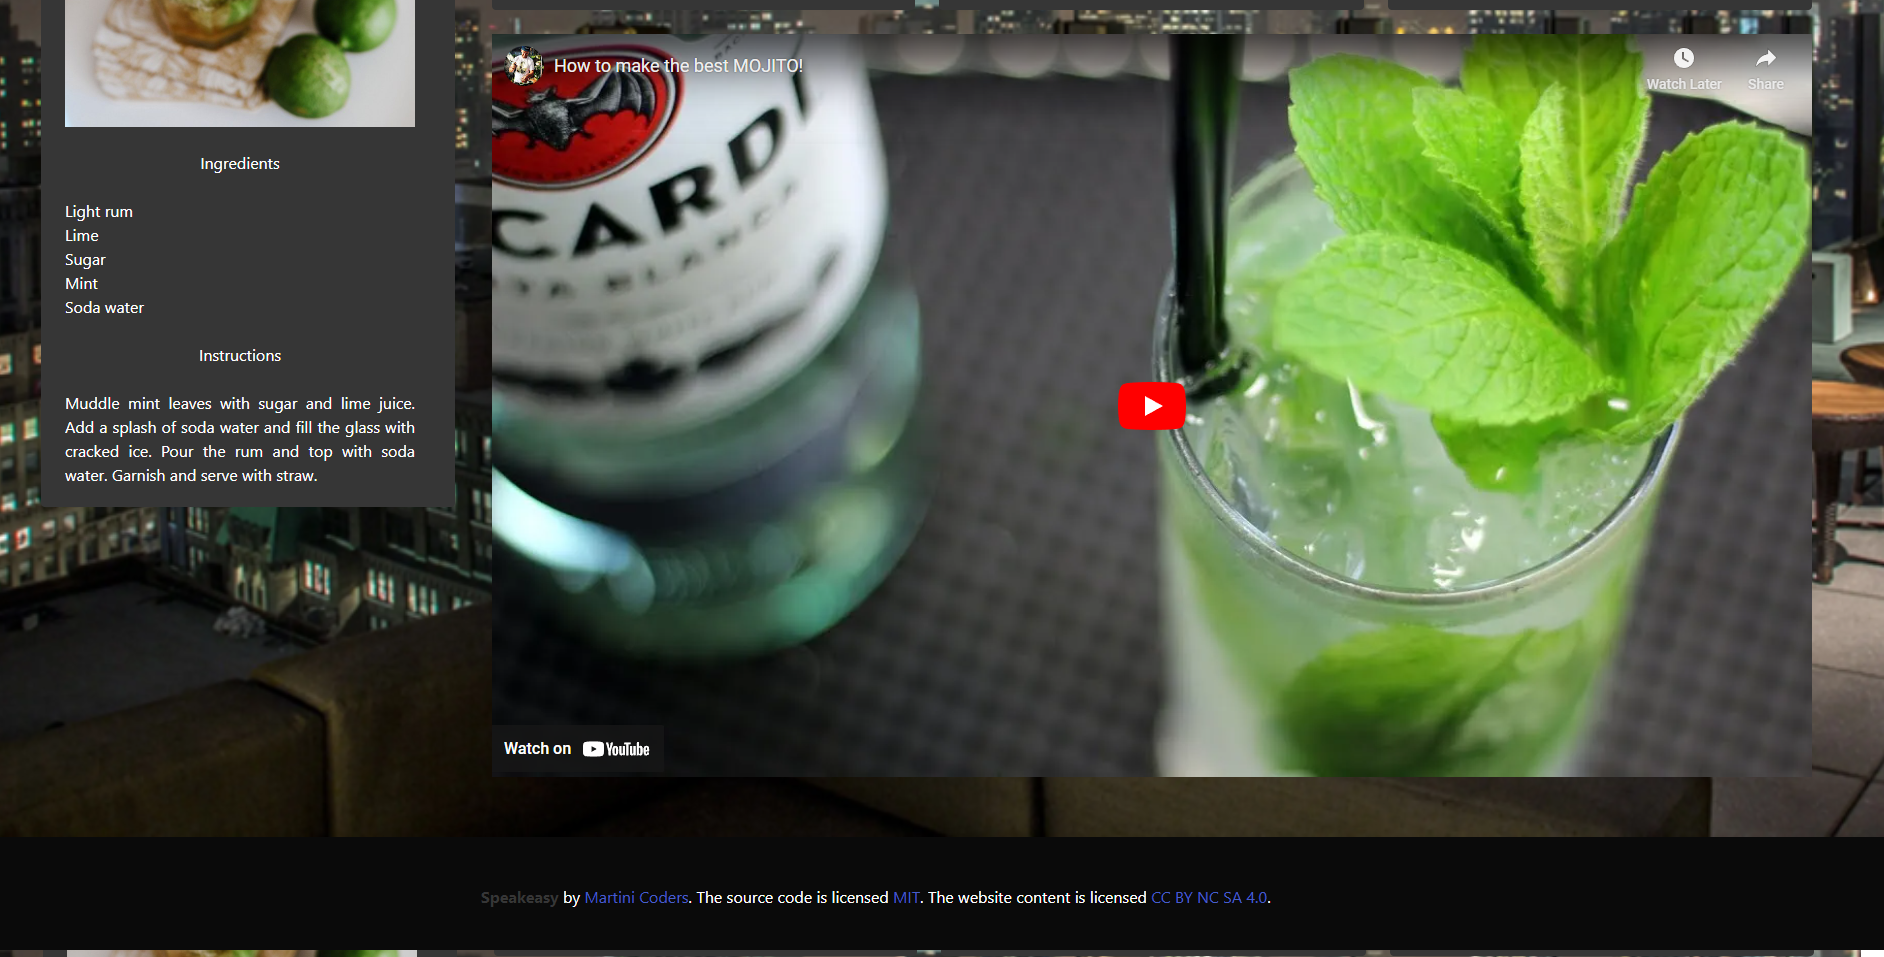 Ingredients
Light rum
Lime
Sugar
Mint
Soda water
Instructions
Muddle mint leaves with sugar and lime juice.
Add a splash of soda water and fill the glass with
cracked ice. Pour the rum and top with soda
water. Garnish and serve with straw.
How to make the best MOJITO!
Watch Later
Share
CARDI
Watch on YouTube
Speakeasy by Martini Coders. The source code is licensed MIT. The website content is licensed CC BY NC SA 4.0.